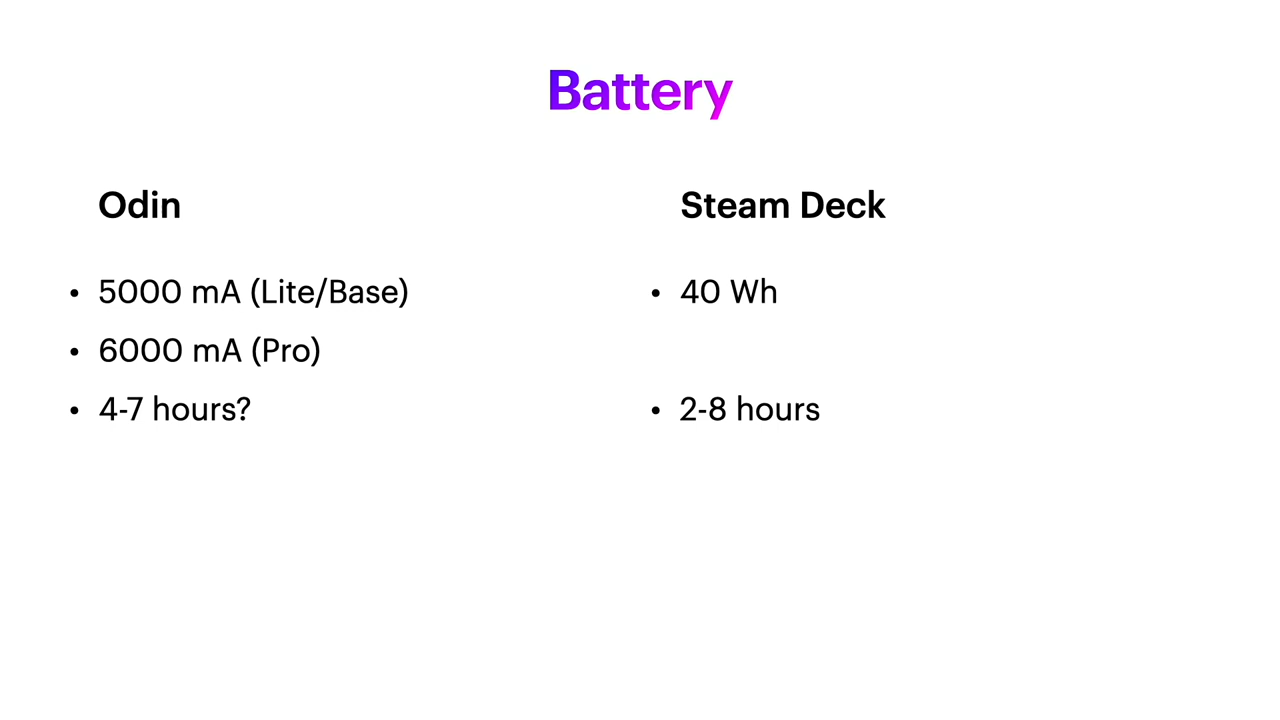 Battery
Odin
• 5000 mA (Lite/Base)
• 6000 mA (Pro)
• 4-7 hours?
Steam Deck
• 40 Wh
• 2-8 hours